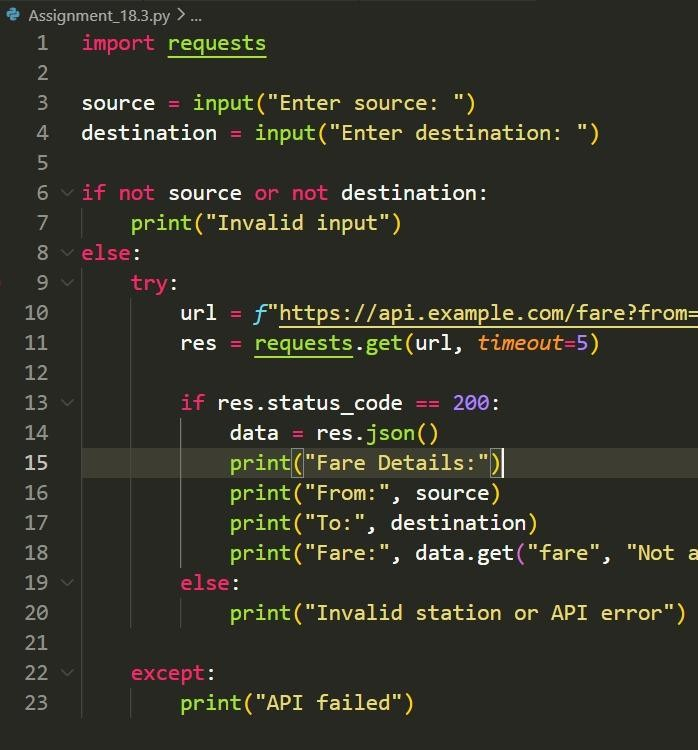 Assignment_18.3.py > ...
1 import requests
2
3 source = input("Enter source: ")
4 destination = input("Enter destination: ")
5
6 if not source or not destination:
7     print("Invalid input")
8 else:
9     try:
10         url = f"https://api.example.com/fare?from=
11         res = requests.get(url, timeout=5)
12
13         if res.status_code == 200:
14             data = res.json()
15             print("Fare Details:")
16             print("From:", source)
17             print("To:", destination)
18             print("Fare:", data.get("fare", "Not a
19         else:
20             print("Invalid station or API error")
21
22     except:
23         print("API failed")